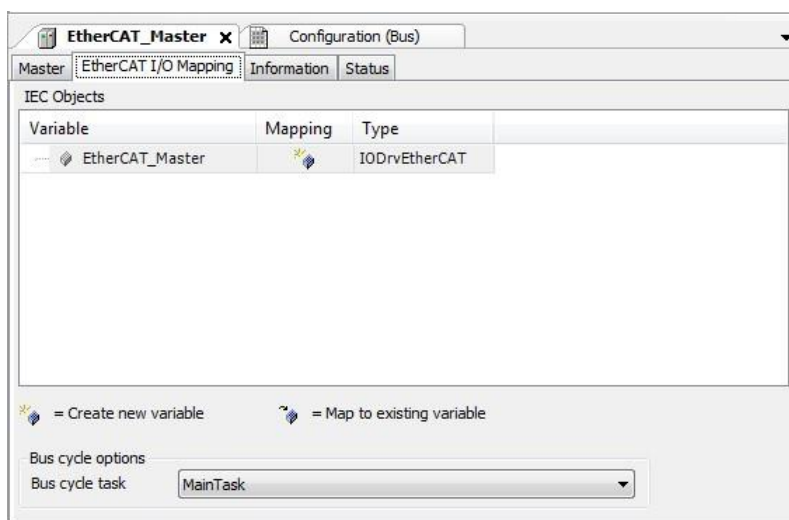 EtherCAT_Master x Configuration (Bus)
Master EtherCAT I/O Mapping Information Status
IEC Objects
Variable Mapping Type
EtherCAT_Master IODrvEtherCAT
= Create new variable = Map to existing variable
Bus cycle options
Bus cycle task MainTask